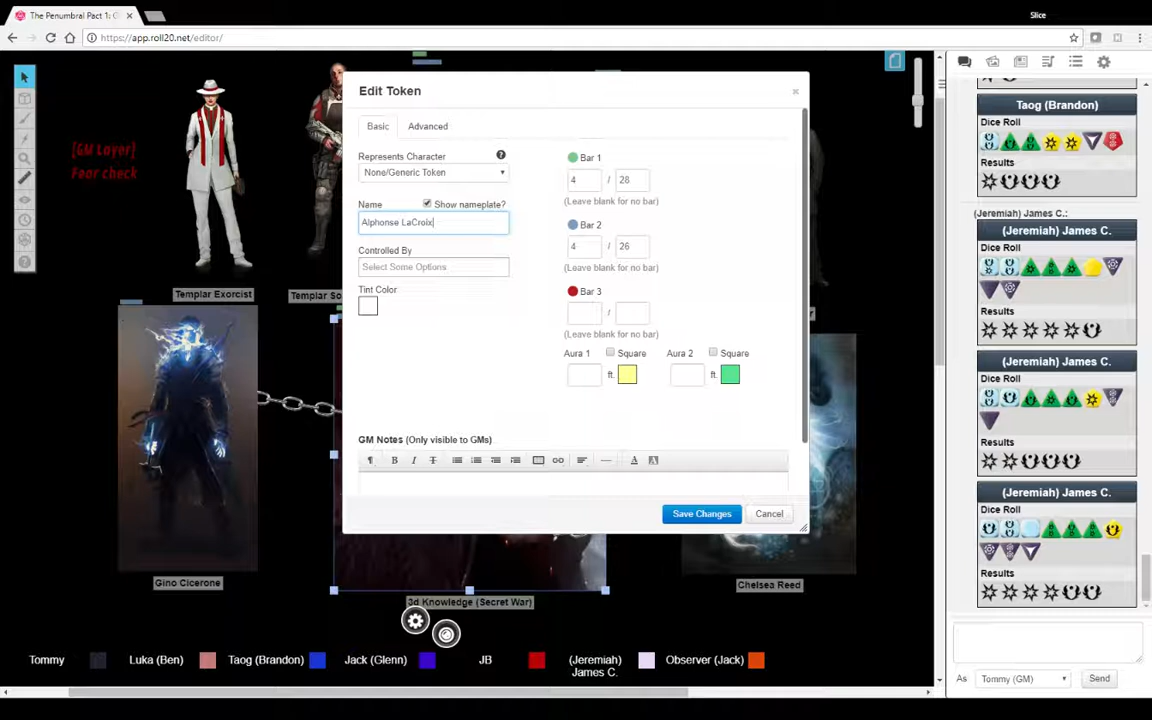 The Penumbral Pact 1: G
Slice
https://app.roll20.net/editor/
[GM Layer]
Fear check
Templar Exorcist
Templar So
Edit Token
Basic
Advanced
Represents Character
None/Generic Token
Name
Show nameplate?
Alphonse LaCroix
Controlled By
Select Some Options
Tint Color
Bar 1
4 / 28
(Leave blank for no bar)
Bar 2
4 / 26
(Leave blank for no bar)
Bar 3
/
(Leave blank for no bar)
Aura 1 Square Aura 2 Square
ft. ft.
GM Notes (Only visible to GMs)
Save Changes
Cancel
Gino Cicerone
3d Knowledge (Secret War)
Chelsea Reed
Tommy
Luka (Ben)
Taog (Brandon)
Jack (Glenn)
JB
(Jeremiah)
James C.
Observer (Jack)
Taog (Brandon)
Dice Roll
Results
(Jeremiah) James C.:
(Jeremiah) James C.
Dice Roll
Results
(Jeremiah) James C.
Dice Roll
Results
(Jeremiah) James C.
Dice Roll
Results
As
Tommy (GM)
Send